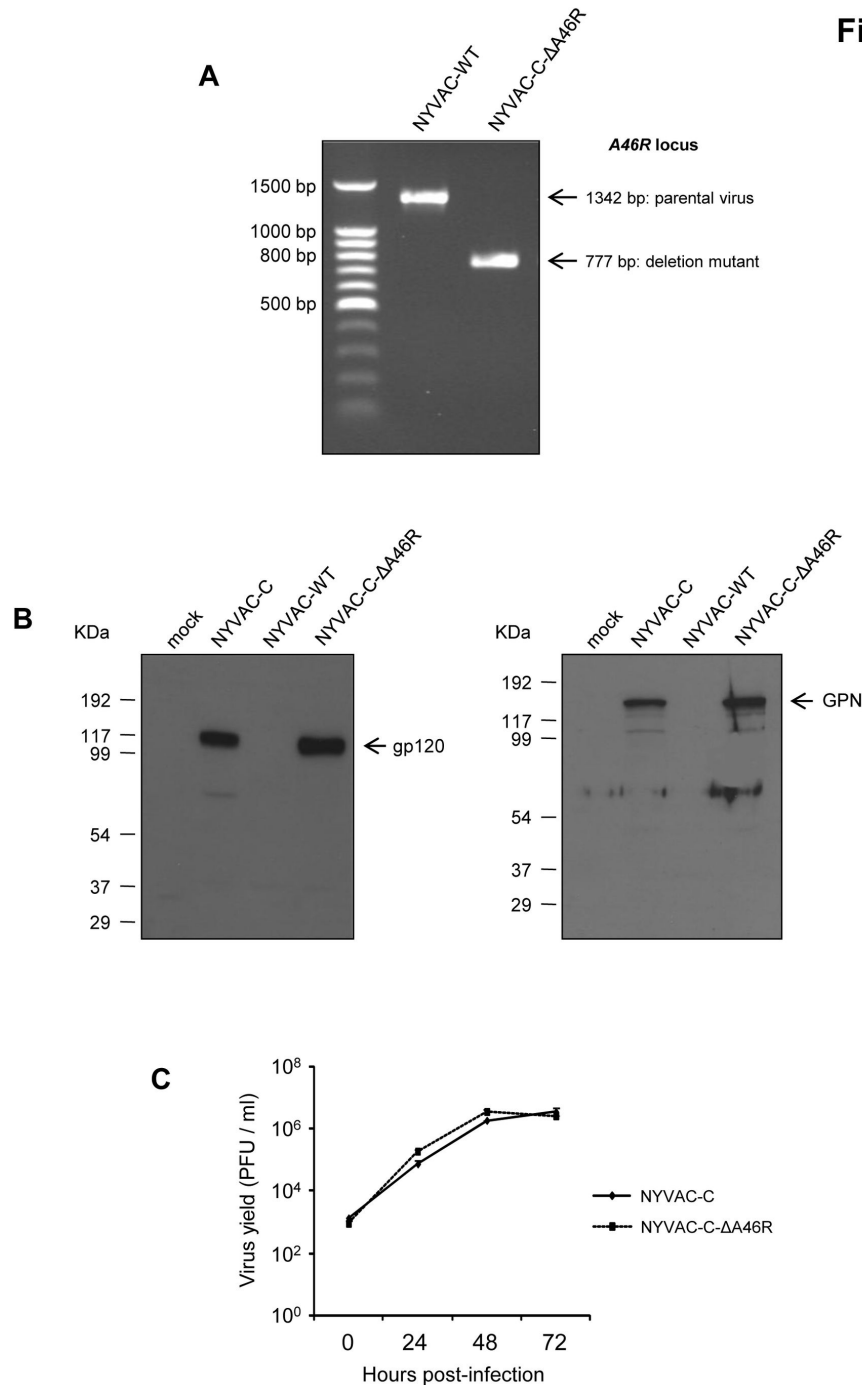 Fi
A
NYVAC-WT
NYVAC-C-ΔA46R
A46R locus
1500 bp
1342 bp: parental virus
1000 bp
800 bp
777 bp: deletion mutant
500 bp
B
KDa
mock
NYVAC-C
NYVAC-WT
NYVAC-C-ΔA46R
192
117
99
gp120
54
37
29
KDa
mock
NYVAC-C
NYVAC-WT
NYVAC-C-ΔA46R
192
GPN
117
99
54
37
29
C
Virus yield (PFU / ml)
10⁸
10⁶
10⁴
10²
10⁰
0 24 48 72
Hours post-infection
NYVAC-C
NYVAC-C-ΔA46R